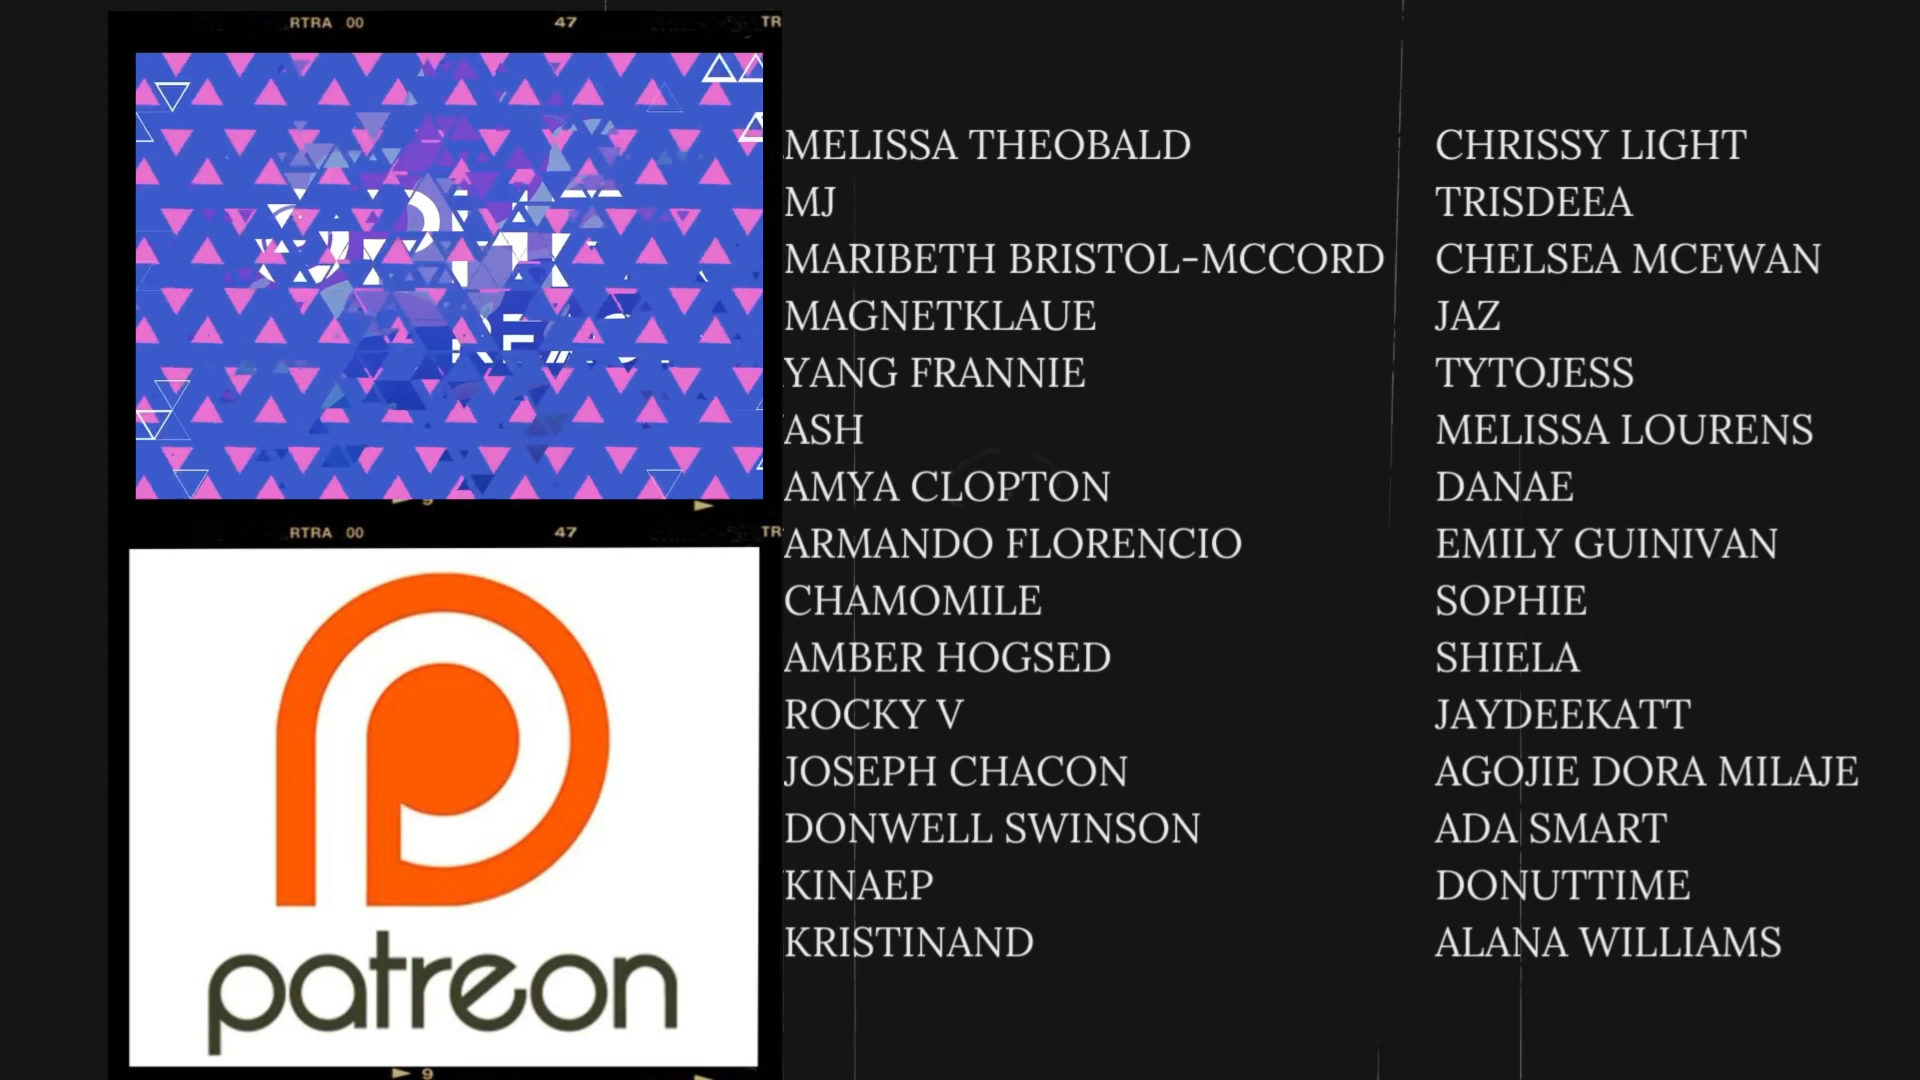 RTRA 00 47 TR
9
RTRA 00 47 TR
patreon
9
MELISSA THEOBALD
MJ
MARIBETH BRISTOL-MCCORD
MAGNETKLAUE
YANG FRANNIE
ASH
AMYA CLOPTON
ARMANDO FLORENCIO
CHAMOMILE
AMBER HOGSED
ROCKY V
JOSEPH CHACON
DONWELL SWINSON
KINAEP
KRISTINAND
CHRISSY LIGHT
TRISDEEA
CHELSEA MCEWAN
JAZ
TYTOJESS
MELISSA LOURENS
DANAE
EMILY GUINIVAN
SOPHIE
SHIELA
JAYDEEKATT
AGOJIE DORA MILAJE
ADA SMART
DONUTTIME
ALANA WILLIAMS